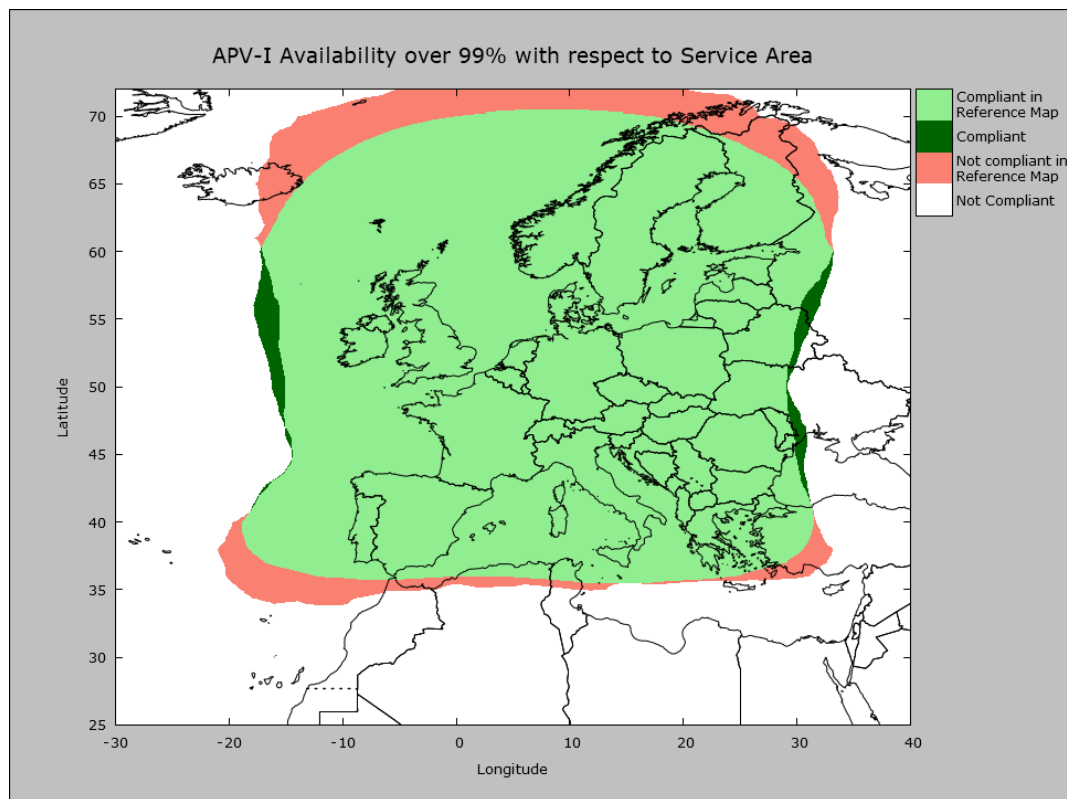 APV-I Availability over 99% with respect to Service Area
Compliant in
Reference Map
Compliant
Not compliant in
Reference Map
Not Compliant
70
65
60
55
50
45
40
35
30
25
Latitude
-30
-20
-10
0
10
20
30
40
Longitude